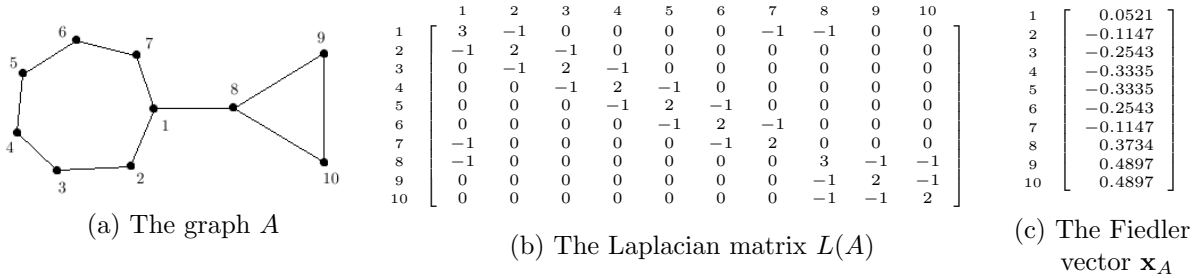 6
7
9
5
8
1
4
2
3
10
(a) The graph A
1 2 3 4 5 6 7 8 9 10
1 3 −1 0 0 0 0 −1 −1 0 0
2 −1 2 −1 0 0 0 0 0 0 0
3 0 −1 2 −1 0 0 0 0 0 0
4 0 0 −1 2 −1 0 0 0 0 0
5 0 0 0 −1 2 −1 0 0 0 0
6 0 0 0 0 −1 2 −1 0 0 0
7 −1 0 0 0 0 −1 2 0 0 0
8 −1 0 0 0 0 0 0 3 −1 −1
9 0 0 0 0 0 0 0 −1 2 −1
10 0 0 0 0 0 0 0 −1 −1 2
(b) The Laplacian matrix L(A)
1 0.0521
2 −0.1147
3 −0.2543
4 −0.3335
5 −0.3335
6 −0.2543
7 −0.1147
8 0.3734
9 0.4897
10 0.4897
(c) The Fiedler
vector x_A